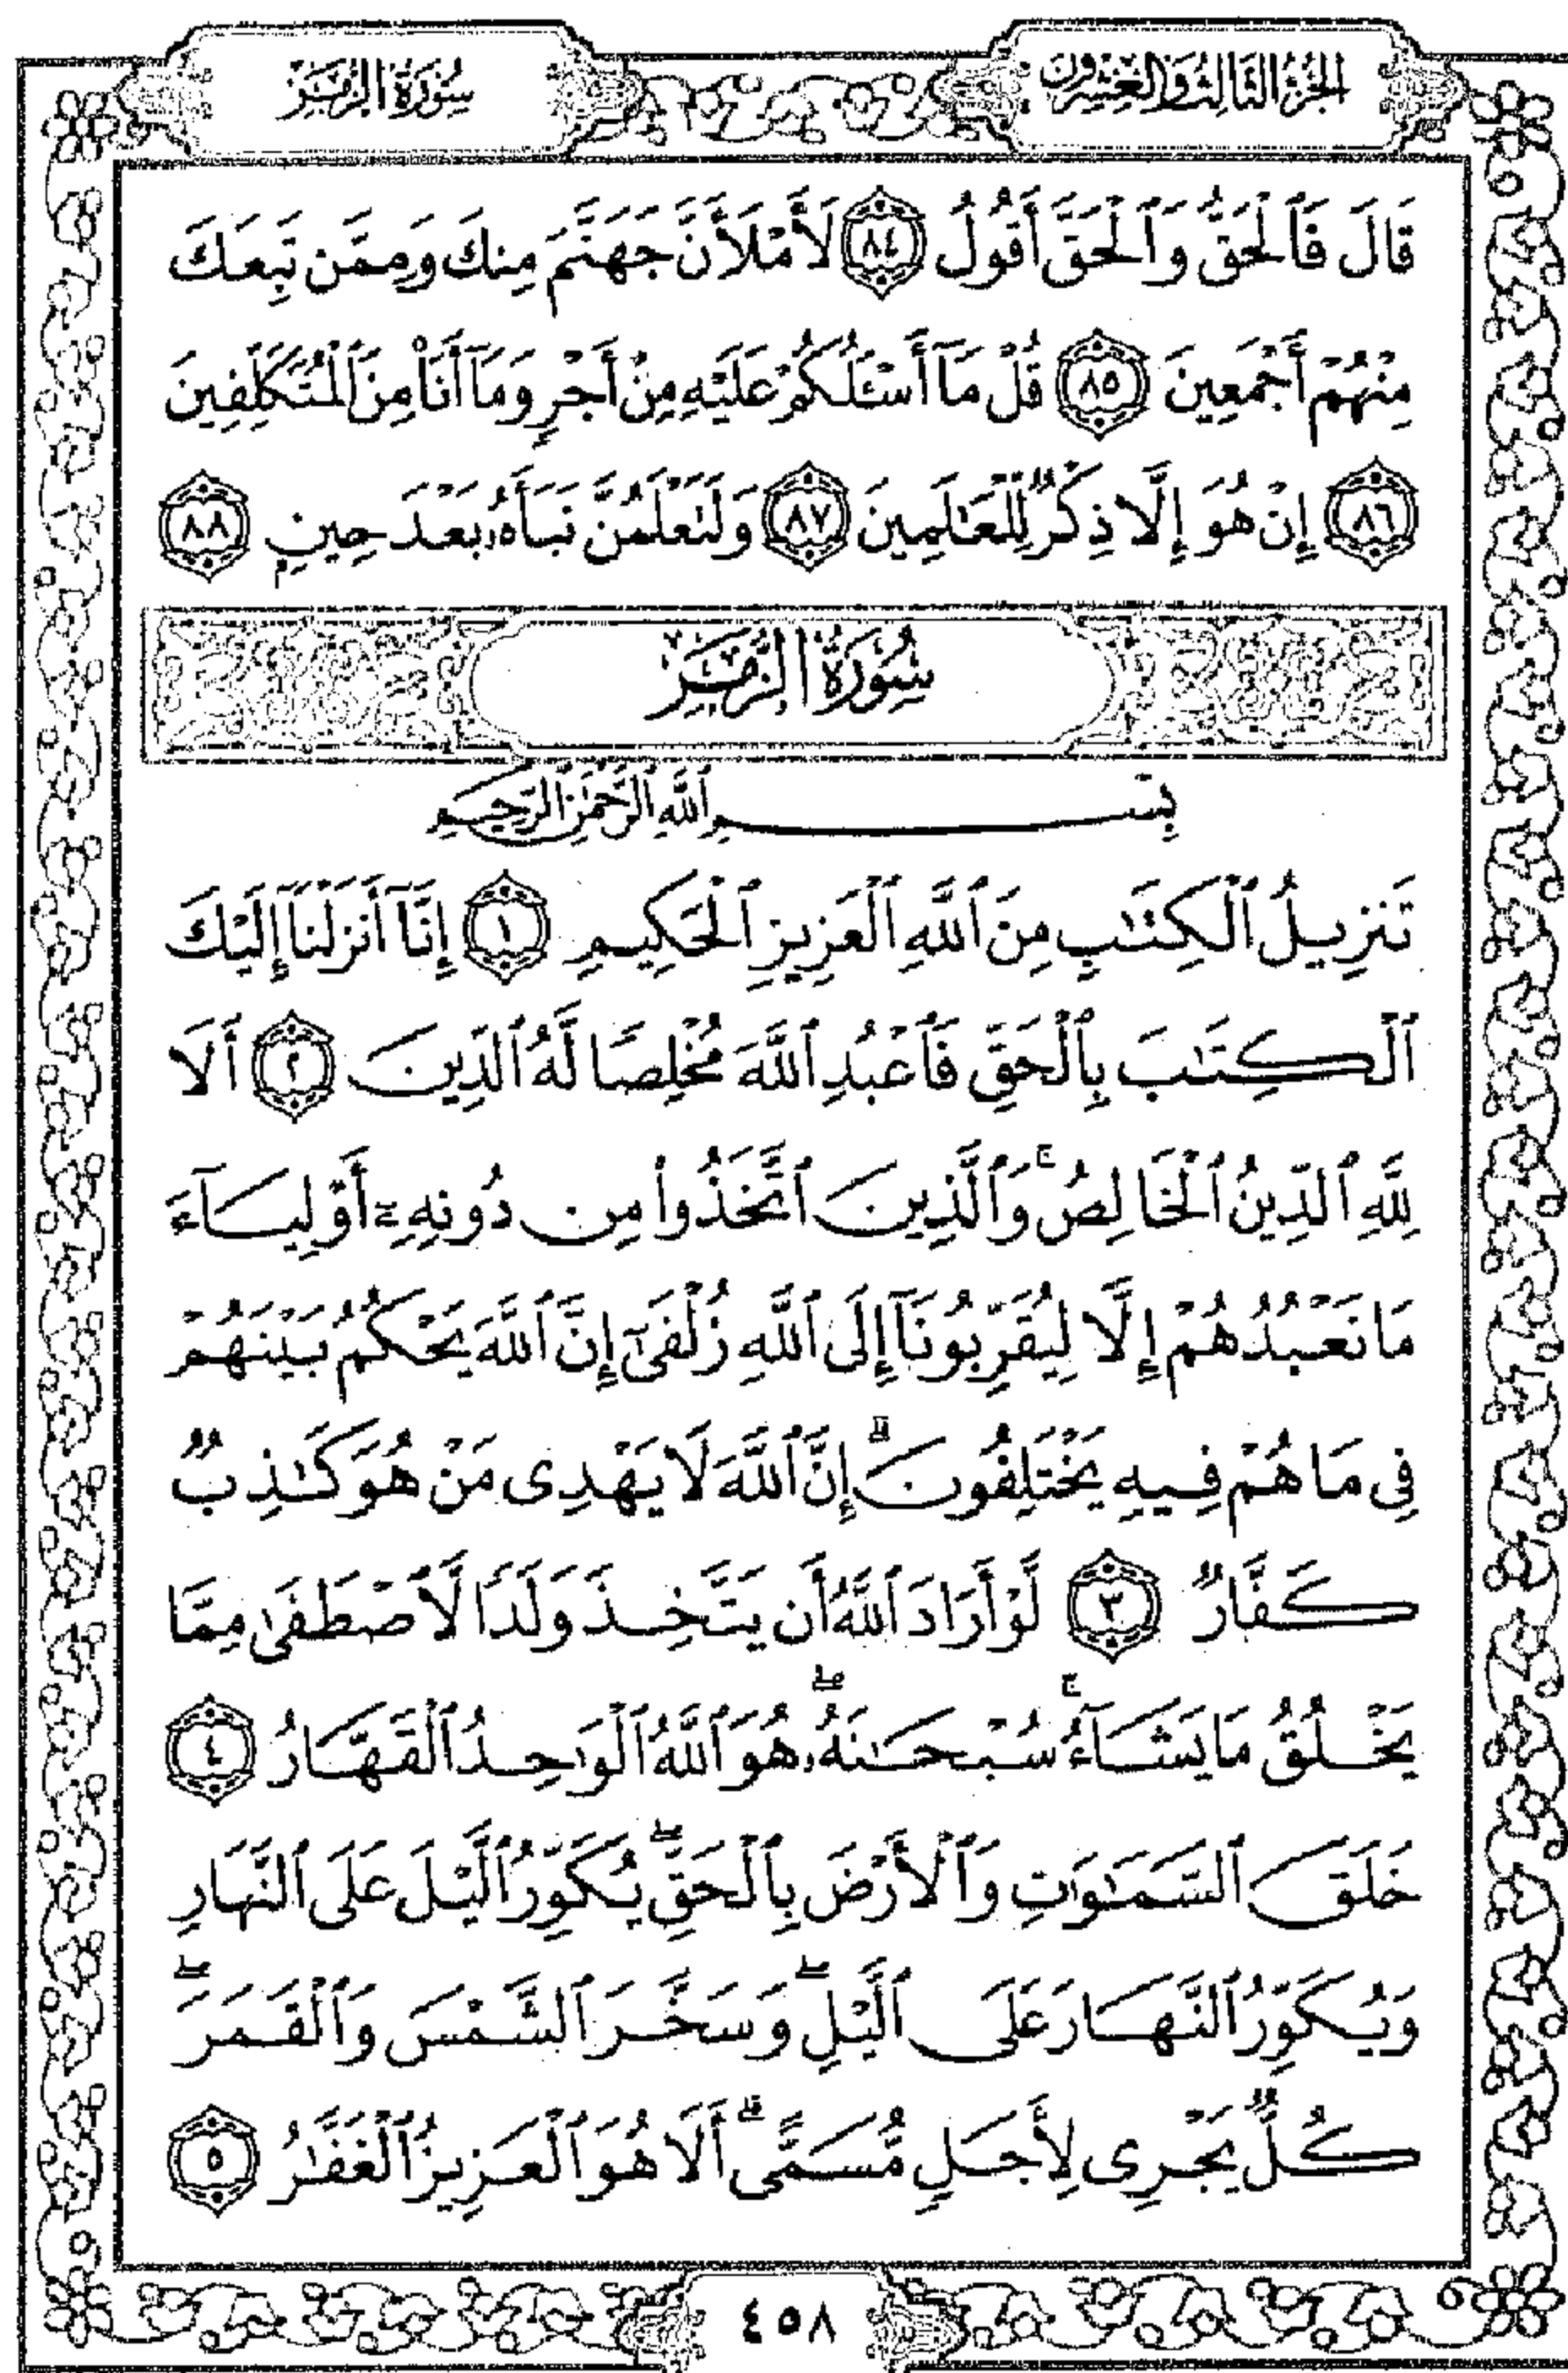 الجزء الثالث والعشرون
سورة الزمر
قَالَ فَٱلْحَقُّ وَٱلْحَقَّ أَقُولُ ٨٤ لَأَمْلَأَنَّ جَهَنَّمَ مِنكَ وَمِمَّن تَبِعَكَ
مِنْهُمْ أَجْمَعِينَ ٨٥ قُلْ مَآ أَسْـَٔلُكُمْ عَلَيْهِ مِنْ أَجْرٍ وَمَآ أَنَا۠ مِنَ ٱلْمُتَكَلِّفِينَ
٨٦ إِنْ هُوَ إِلَّا ذِكْرٌ لِّلْعَـٰلَمِينَ ٨٧ وَلَتَعْلَمُنَّ نَبَأَهُۥ بَعْدَ حِينٍۭ ٨٨
سُورَةُ الزُّمَرِ
بِسْمِ ٱللَّهِ ٱلرَّحْمَـٰنِ ٱلرَّحِيمِ
تَنزِيلُ ٱلْكِتَـٰبِ مِنَ ٱللَّهِ ٱلْعَزِيزِ ٱلْحَكِيمِ ١ إِنَّآ أَنزَلْنَآ إِلَيْكَ
ٱلْكِتَـٰبَ بِٱلْحَقِّ فَٱعْبُدِ ٱللَّهَ مُخْلِصًا لَّهُ ٱلدِّينَ ٢ أَلَا
لِلَّهِ ٱلدِّينُ ٱلْخَالِصُ ۚ وَٱلَّذِينَ ٱتَّخَذُوا۟ مِن دُونِهِۦٓ أَوْلِيَآءَ
مَا نَعْبُدُهُمْ إِلَّا لِيُقَرِّبُونَآ إِلَى ٱللَّهِ زُلْفَىٰٓ إِنَّ ٱللَّهَ يَحْكُمُ بَيْنَهُمْ
فِى مَا هُمْ فِيهِ يَخْتَلِفُونَ ۗ إِنَّ ٱللَّهَ لَا يَهْدِى مَنْ هُوَ كَـٰذِبٌ
كَفَّارٌ ٣ لَّوْ أَرَادَ ٱللَّهُ أَن يَتَّخِذَ وَلَدًا لَّٱصْطَفَىٰ مِمَّا
يَخْلُقُ مَا يَشَآءُ ۚ سُبْحَـٰنَهُۥ ۖ هُوَ ٱللَّهُ ٱلْوَٰحِدُ ٱلْقَهَّارُ ٤
خَلَقَ ٱلسَّمَـٰوَٰتِ وَٱلْأَرْضَ بِٱلْحَقِّ ۖ يُكَوِّرُ ٱلَّيْلَ عَلَى ٱلنَّهَارِ
وَيُكَوِّرُ ٱلنَّهَارَ عَلَى ٱلَّيْلِ ۖ وَسَخَّرَ ٱلشَّمْسَ وَٱلْقَمَرَ ۖ
كُلٌّ يَجْرِى لِأَجَلٍ مُّسَمًّى ۗ أَلَا هُوَ ٱلْعَزِيزُ ٱلْغَفَّـٰرُ ٥
٤٥٨